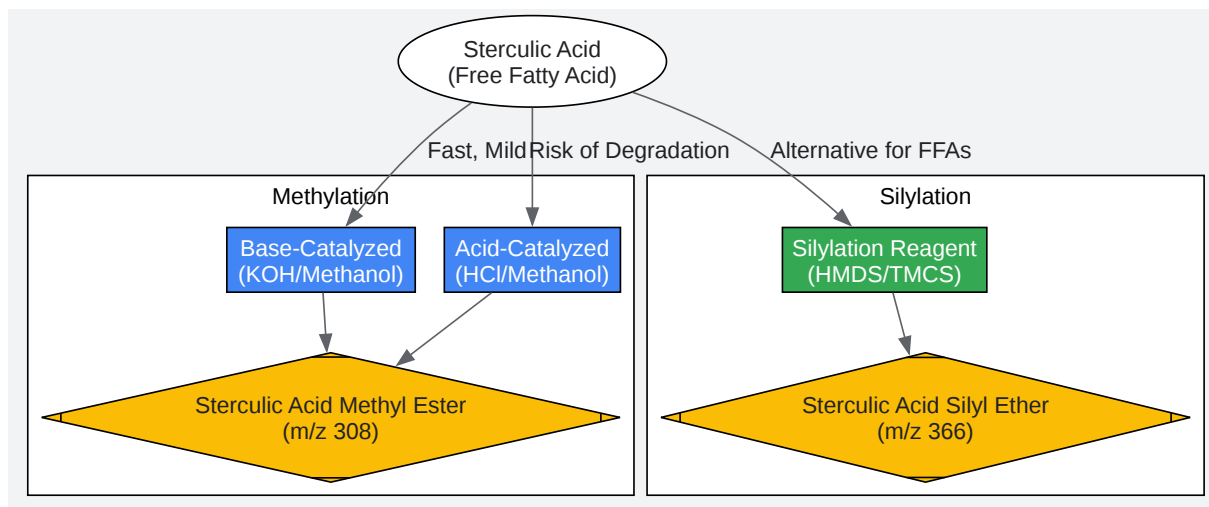 Sterculic Acid
(Free Fatty Acid)
Fast, Mild
Risk of Degradation
Alternative for FFAs
Methylation
Silylation
Base-Catalyzed
(KOH/Methanol)
Acid-Catalyzed
(HCl/Methanol)
Silylation Reagent
(HMDS/TMCS)
Sterculic Acid Methyl Ester
(m/z 308)
Sterculic Acid Silyl Ether
(m/z 366)